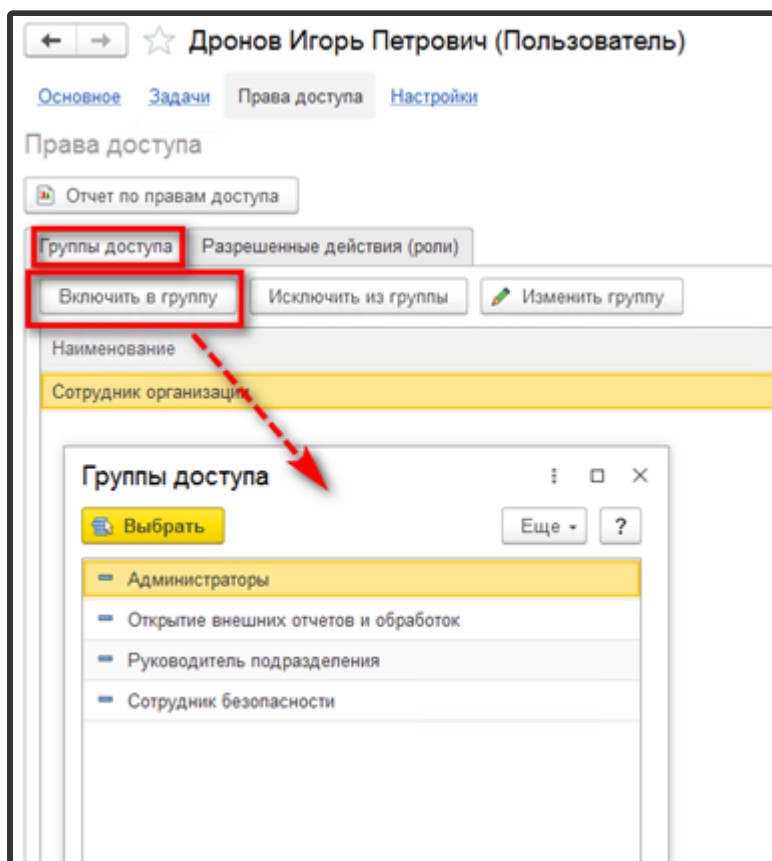 Дронов Игорь Петрович (Пользователь)
Основное Задачи Права доступа Настройки
Права доступа
Отчет по правам доступа
Группы доступа Разрешенные действия (роли)
Включить в группу Исключить из группы Изменить группу
Наименование
Сотрудник организации
Группы доступа
Выбрать Еще ?
Администраторы
Открытие внешних отчетов и обработок
Руководитель подразделения
Сотрудник безопасности